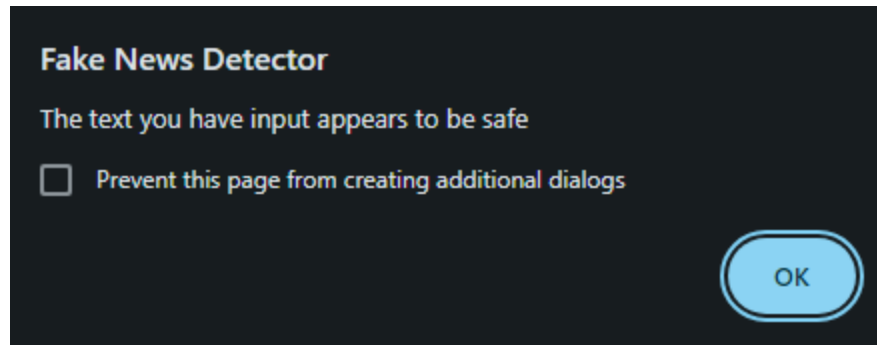 Fake News Detector
The text you have input appears to be safe
Prevent this page from creating additional dialogs
OK